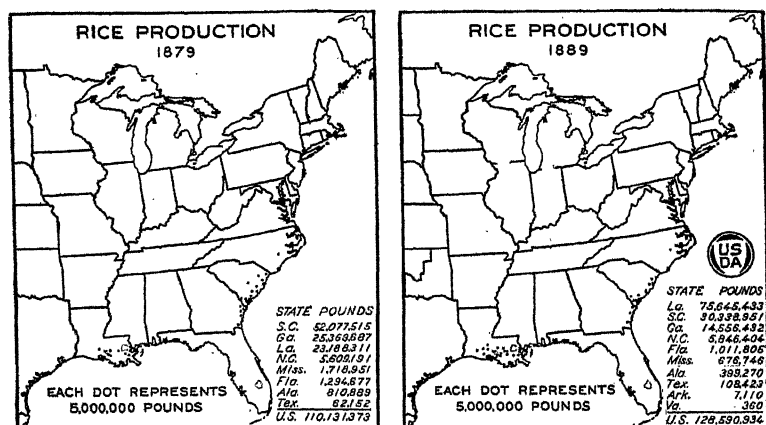 RICE PRODUCTION
1879
STATE POUNDS
S.C. 52,077,515
Ga. 25,369,687
La. 23,188,311
N.C. 5,609,191
Miss. 1,718,951
Fla. 1,294,677
Ala. 810,889
Tex. 62,152
U.S. 110,131,373
EACH DOT REPRESENTS
5,000,000 POUNDS
RICE PRODUCTION
1889
US
DA
STATE POUNDS
La. 75,645,433
S.C. 30,338,951
Ga. 14,556,432
N.C. 5,846,404
Fla. 1,011,805
Miss. 676,746
Ala. 399,270
Tex. 108,423
Ark. 7,110
Va. 360
U.S. 128,590,934
EACH DOT REPRESENTS
5,000,000 POUNDS